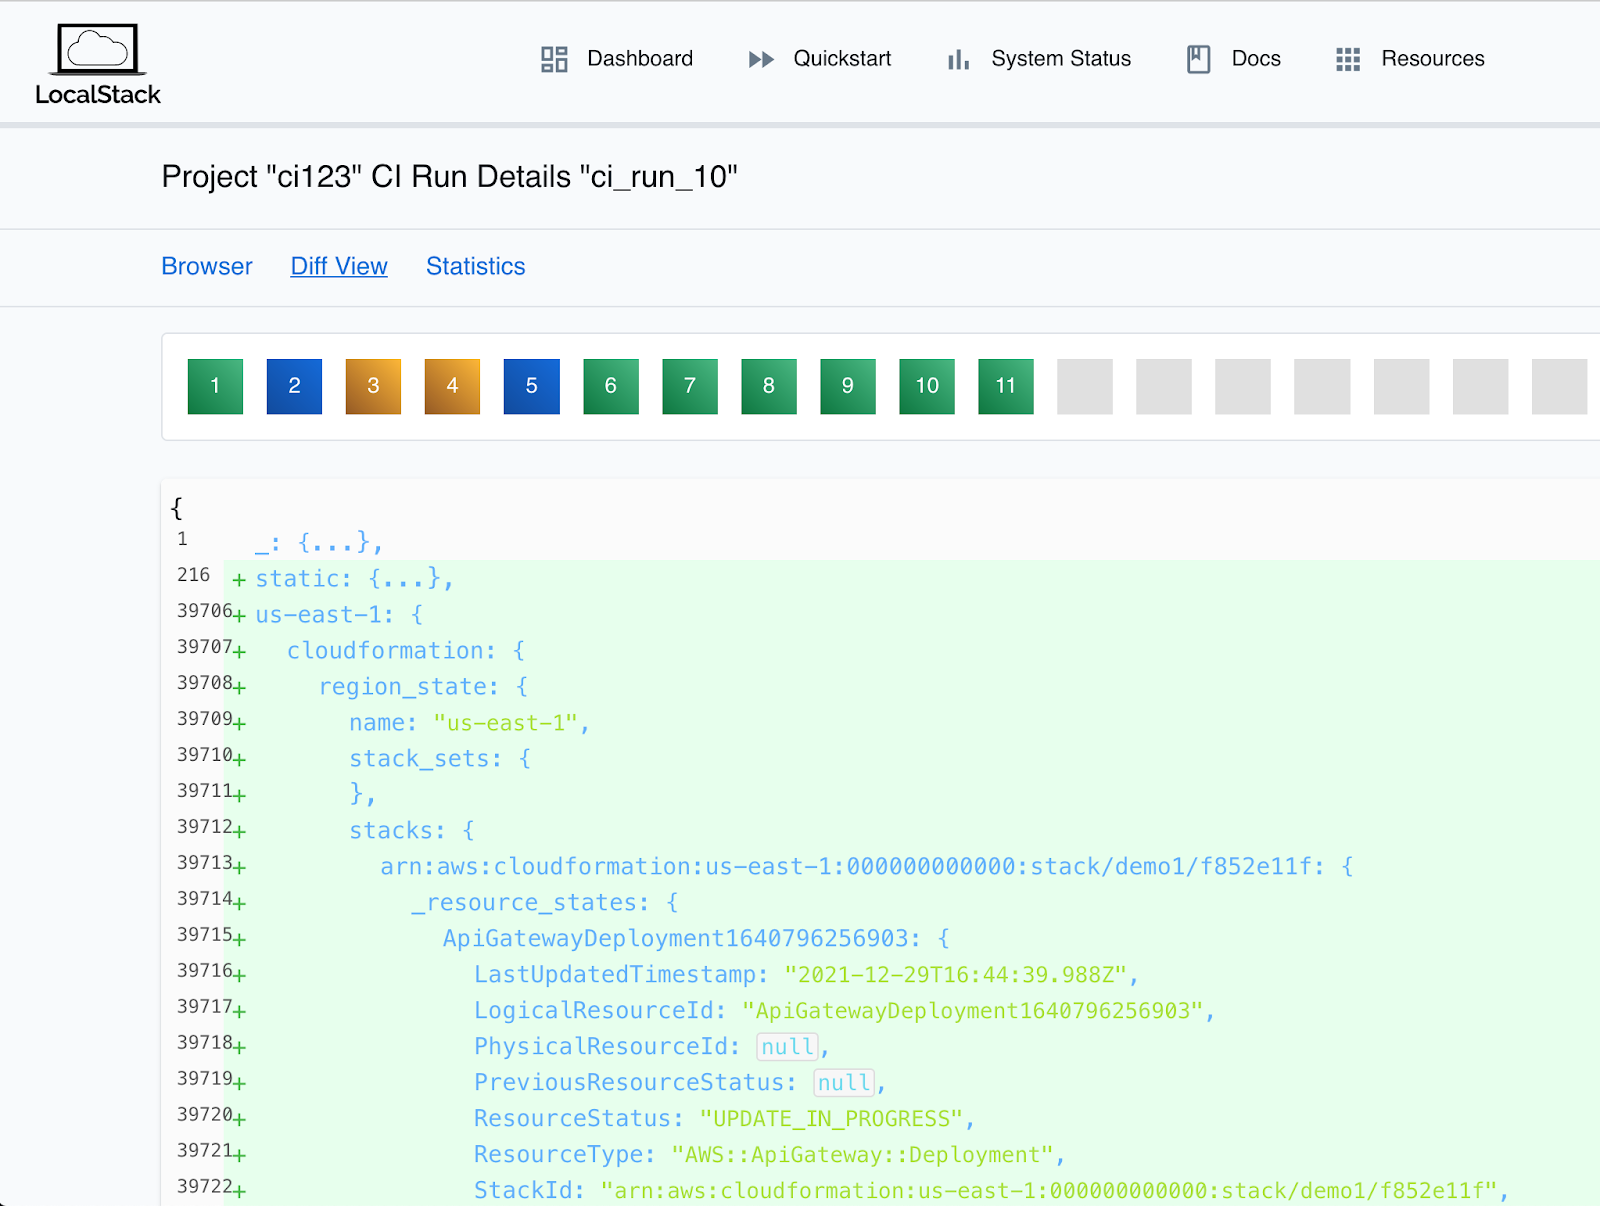 LocalStack
Dashboard Quickstart System Status Docs Resources
Project "ci123" CI Run Details "ci_run_10"
Browser Diff View Statistics
1 2 3 4 5 6 7 8 9 10 11
{
1 _: {...},
216 + static: {...},
39706 + us-east-1: {
39707 + cloudformation: {
39708 + region_state: {
39709 + name: "us-east-1",
39710 + stack_sets: {
39711 + },
39712 + stacks: {
39713 + arn:aws:cloudformation:us-east-1:000000000000:stack/demo1/f852e11f: {
39714 + _resource_states: {
39715 + ApiGatewayDeployment1640796256903: {
39716 + LastUpdatedTimestamp: "2021-12-29T16:44:39.988Z",
39717 + LogicalResourceId: "ApiGatewayDeployment1640796256903",
39718 + PhysicalResourceId: null,
39719 + PreviousResourceStatus: null,
39720 + ResourceStatus: "UPDATE_IN_PROGRESS",
39721 + ResourceType: "AWS::ApiGateway::Deployment",
39722 + StackId: "arn:aws:cloudformation:us-east-1:000000000000:stack/demo1/f852e11f",